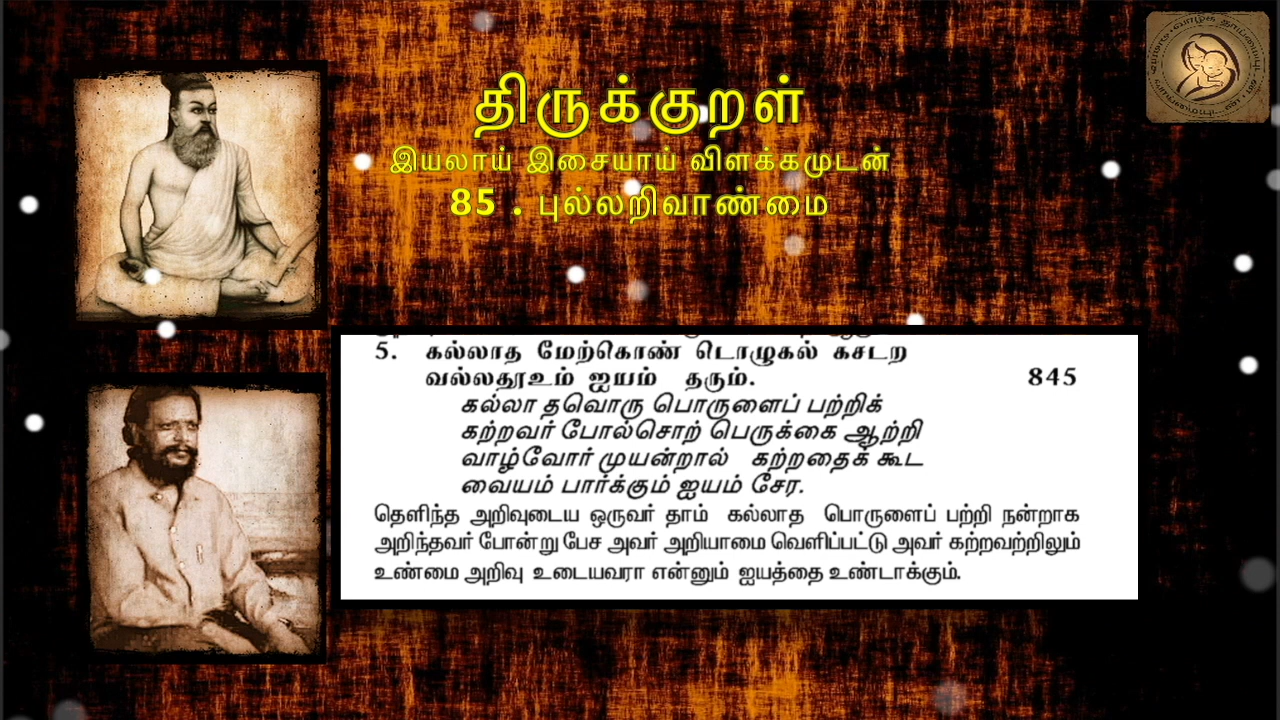 திருக்குறள்
இயலாய் இசையாய் விளக்கமுடன்
85 . புல்லறிவாண்மை
5. கல்லாத மேற்கொண் டொழுகல் கசடற
வல்லதூஉம் ஐயம் தரும். 845
கல்லா தவொரு பொருளைப் பற்றிக்
கற்றவர் போல்சொற் பெருக்கை ஆற்றி
வாழ்வோர் முயன்றால் கற்றதைக் கூட
வையம் பார்க்கும் ஐயம் சேர.
தெளிந்த அறிவுடைய ஒருவர் தாம் கல்லாத பொருளைப் பற்றி நன்றாக
அறிந்தவர் போன்று பேச அவர் அறியாமை வெளிப்பட்டு அவர் கற்றவற்றிலும்
உண்மை அறிவு உடையவரா என்னும் ஐயத்தை உண்டாக்கும்.